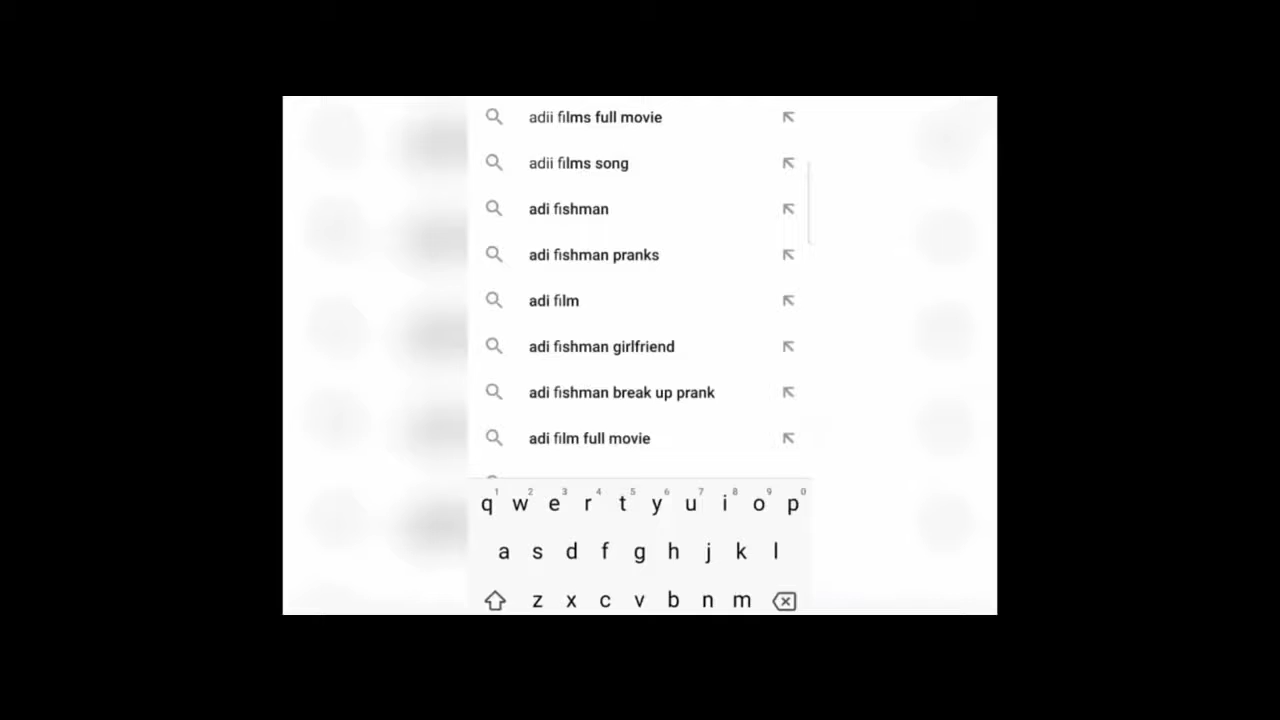 adii films full movie
adii films song
adi fishman
adi fishman pranks
adi film
adi fishman girlfriend
adi fishman break up prank
adi film full movie
1 2 3 4 5 6 7 8 9 0
q w e r t y u i o p
a s d f g h j k l
z x c v b n m